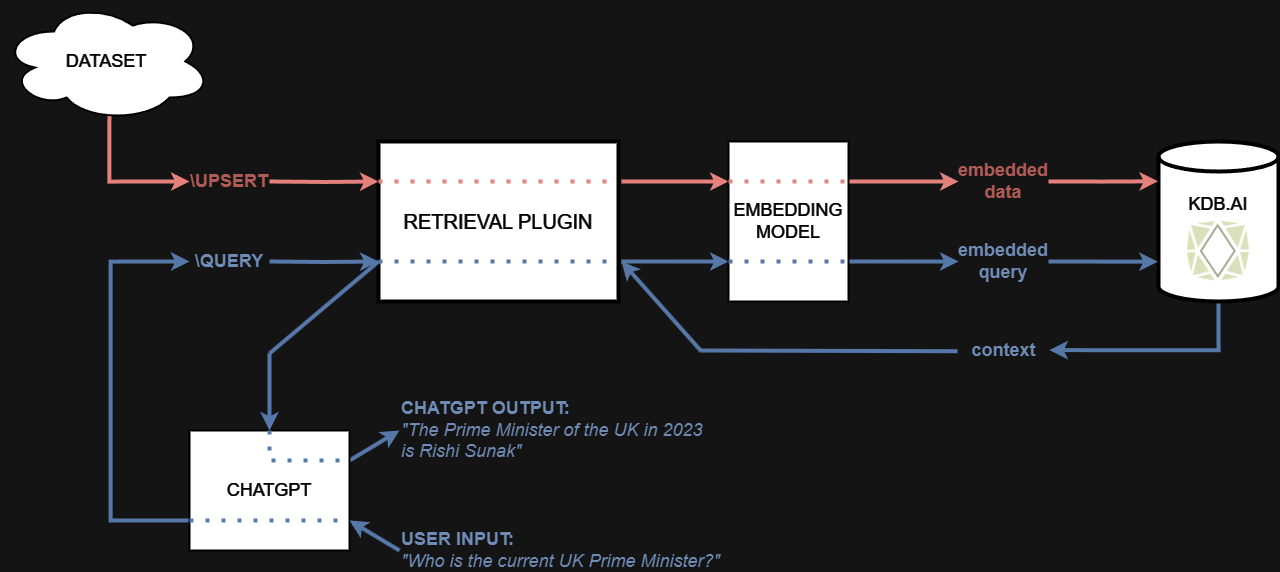 DATASET
\UPSERT
RETRIEVAL PLUGIN
EMBEDDING
MODEL
embedded
data
KDB.AI
\QUERY
embedded
query
context
CHATGPT OUTPUT:
"The Prime Minister of the UK in 2023
is Rishi Sunak"
CHATGPT
USER INPUT:
"Who is the current UK Prime Minister?"